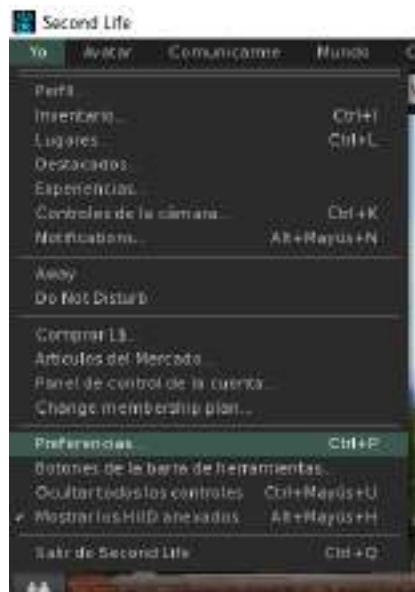 Second Life
Yo Avatar Comunicarme Mundo
Perfil
Inventario... Ctrl+I
Lugares... Ctrl+L
Destacados...
Experiencias...
Controles de la cámara... Ctrl+K
Notifications... Alt+Mayús+N
Away
Do Not Disturb
Comprar L$...
Artículos del Mercado...
Panel de control de la cuenta...
Change membership plan...
Preferencias... Ctrl+P
Botones de la barra de herramientas...
Ocultar todos los controles Ctrl+Mayús+U
✓ Mostrar los HUD anexados Alt+Mayús+H
Salir de Second Life Ctrl+Q